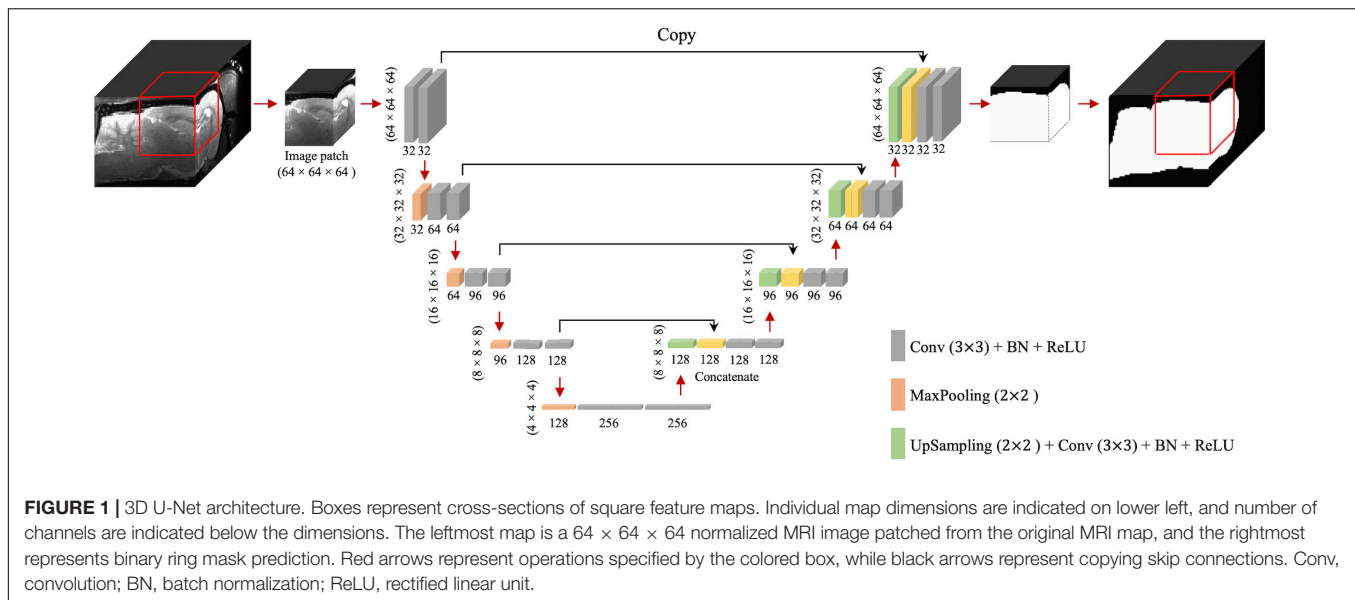 Copy
(64 × 64 × 64)
Image patch
(64 × 64 × 64 )
32 32
(64 × 64 × 64)
32 32 32 32
(32 × 32 × 32)
32 64 64
(32 × 32 × 32)
64 64 64 64
(16 × 16 × 16)
64 96 96
(16 × 16 × 16)
96 96 96 96
(8 × 8 × 8)
96 128 128
(8 × 8 × 8)
128 128 128 128
Concatenate
(4 × 4 × 4)
128 256 256
Conv (3×3) + BN + ReLU
MaxPooling (2×2 )
UpSampling (2×2 ) + Conv (3×3) + BN + ReLU
FIGURE 1 | 3D U-Net architecture. Boxes represent cross-sections of square feature maps. Individual map dimensions are indicated on lower left, and number of
channels are indicated below the dimensions. The leftmost map is a 64 × 64 × 64 normalized MRI image patched from the original MRI map, and the rightmost
represents binary ring mask prediction. Red arrows represent operations specified by the colored box, while black arrows represent copying skip connections. Conv,
convolution; BN, batch normalization; ReLU, rectified linear unit.